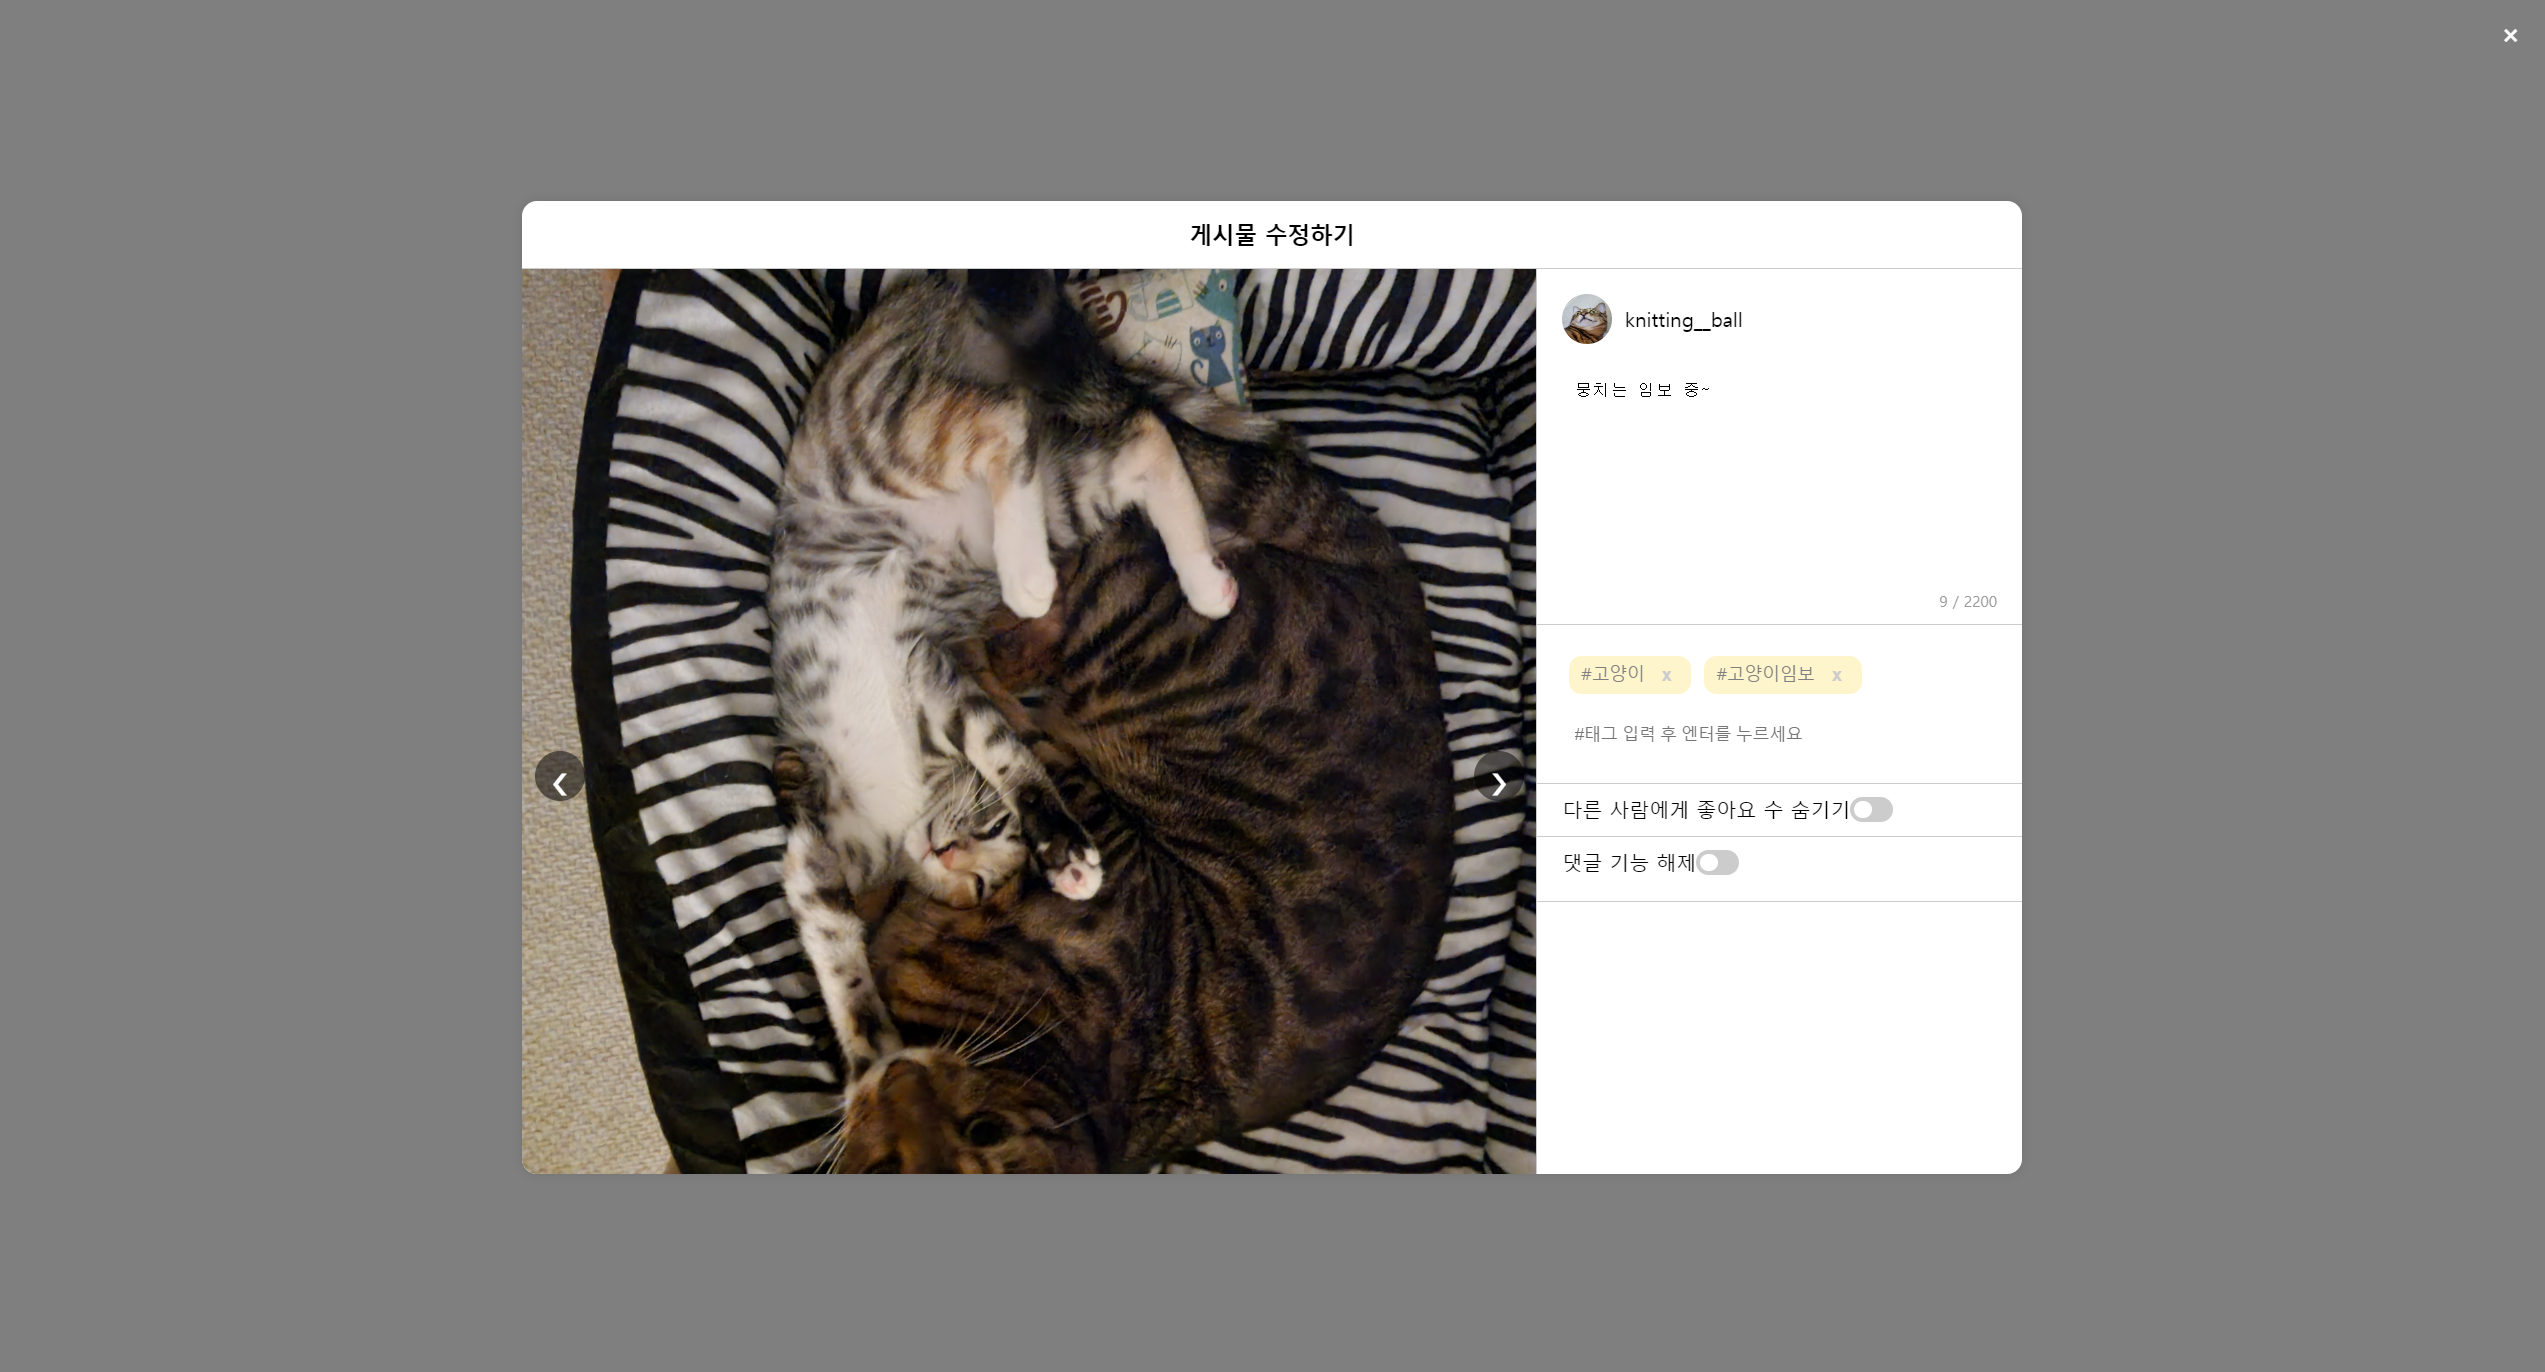 ×
게시물 수정하기
knitting__ball
뭉치는 임보 중~
9 / 2200
#고양이 x #고양이임보 x
#태그 입력 후 엔터를 누르세요
다른 사람에게 좋아요 수 숨기기
댓글 기능 해제